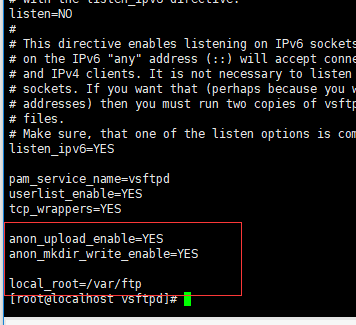 # with the listen_ipv6 directive.
listen=NO
#
# This directive enables listening on IPv6 sockets
# on the IPv6 "any" address (::) will accept conne
# and IPv4 clients. It is not necessary to listen
# sockets. If you want that (perhaps because you w
# addresses) then you must run two copies of vsftp
# files.
# Make sure, that one of the listen options is com
listen_ipv6=YES
pam_service_name=vsftpd
userlist_enable=YES
tcp_wrappers=YES
anon_upload_enable=YES
anon_mkdir_write_enable=YES
local_root=/var/ftp
[root@localhost vsftpd]#